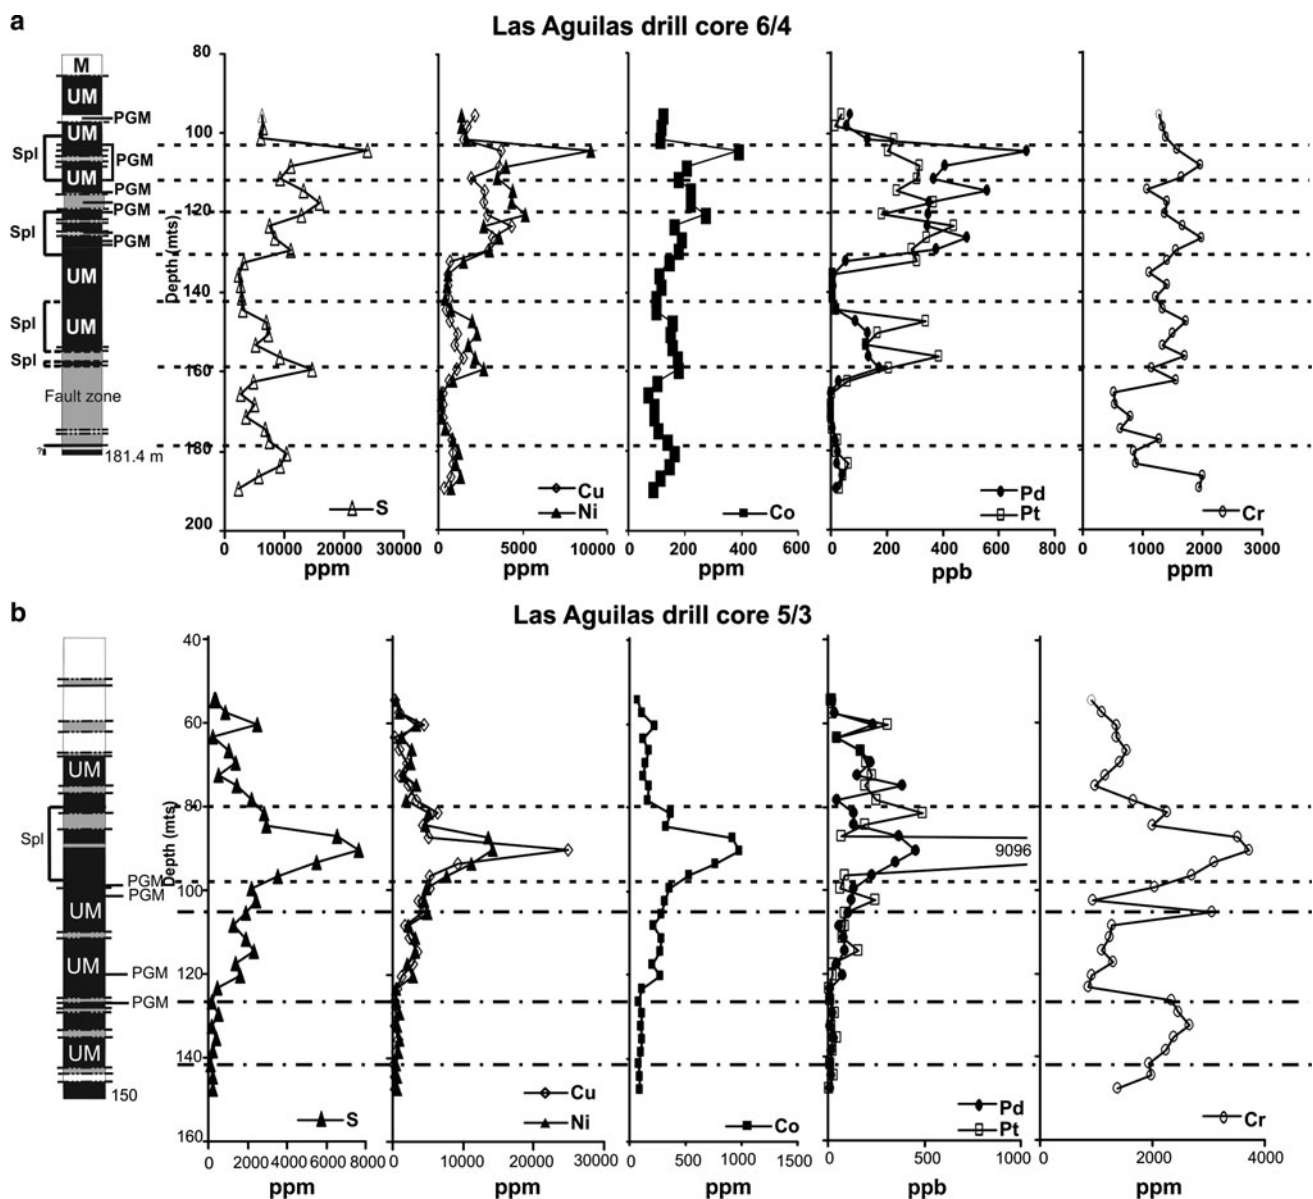 a
Las Aguilas drill core 6/4
M
UM
PGM
UM
Spl
PGM
UM
PGM
PGM
Spl
PGM
UM
Spl
UM
Spl
Fault zone
?
181.4 m
80
100
120
140
160
180
200
Depth (mts)
S
Cu
Ni
Co
Pd
Pt
Cr
0 10000 20000 30000
0 5000 10000
0 200 400 600
0 200 400 600 800
0 1000 2000 3000
ppm
ppm
ppm
ppb
ppm
b
Las Aguilas drill core 5/3
UM
Spl
PGM
PGM
UM
UM
PGM
PGM
UM
150
40
60
80
100
120
140
160
Depth (mts)
9096
S
Cu
Ni
Co
Pd
Pt
Cr
0 2000 4000 6000 8000
0 10000 20000 30000
0 500 1000 1500
0 500 1000
0 2000 4000
ppm
ppm
ppm
ppb
ppm